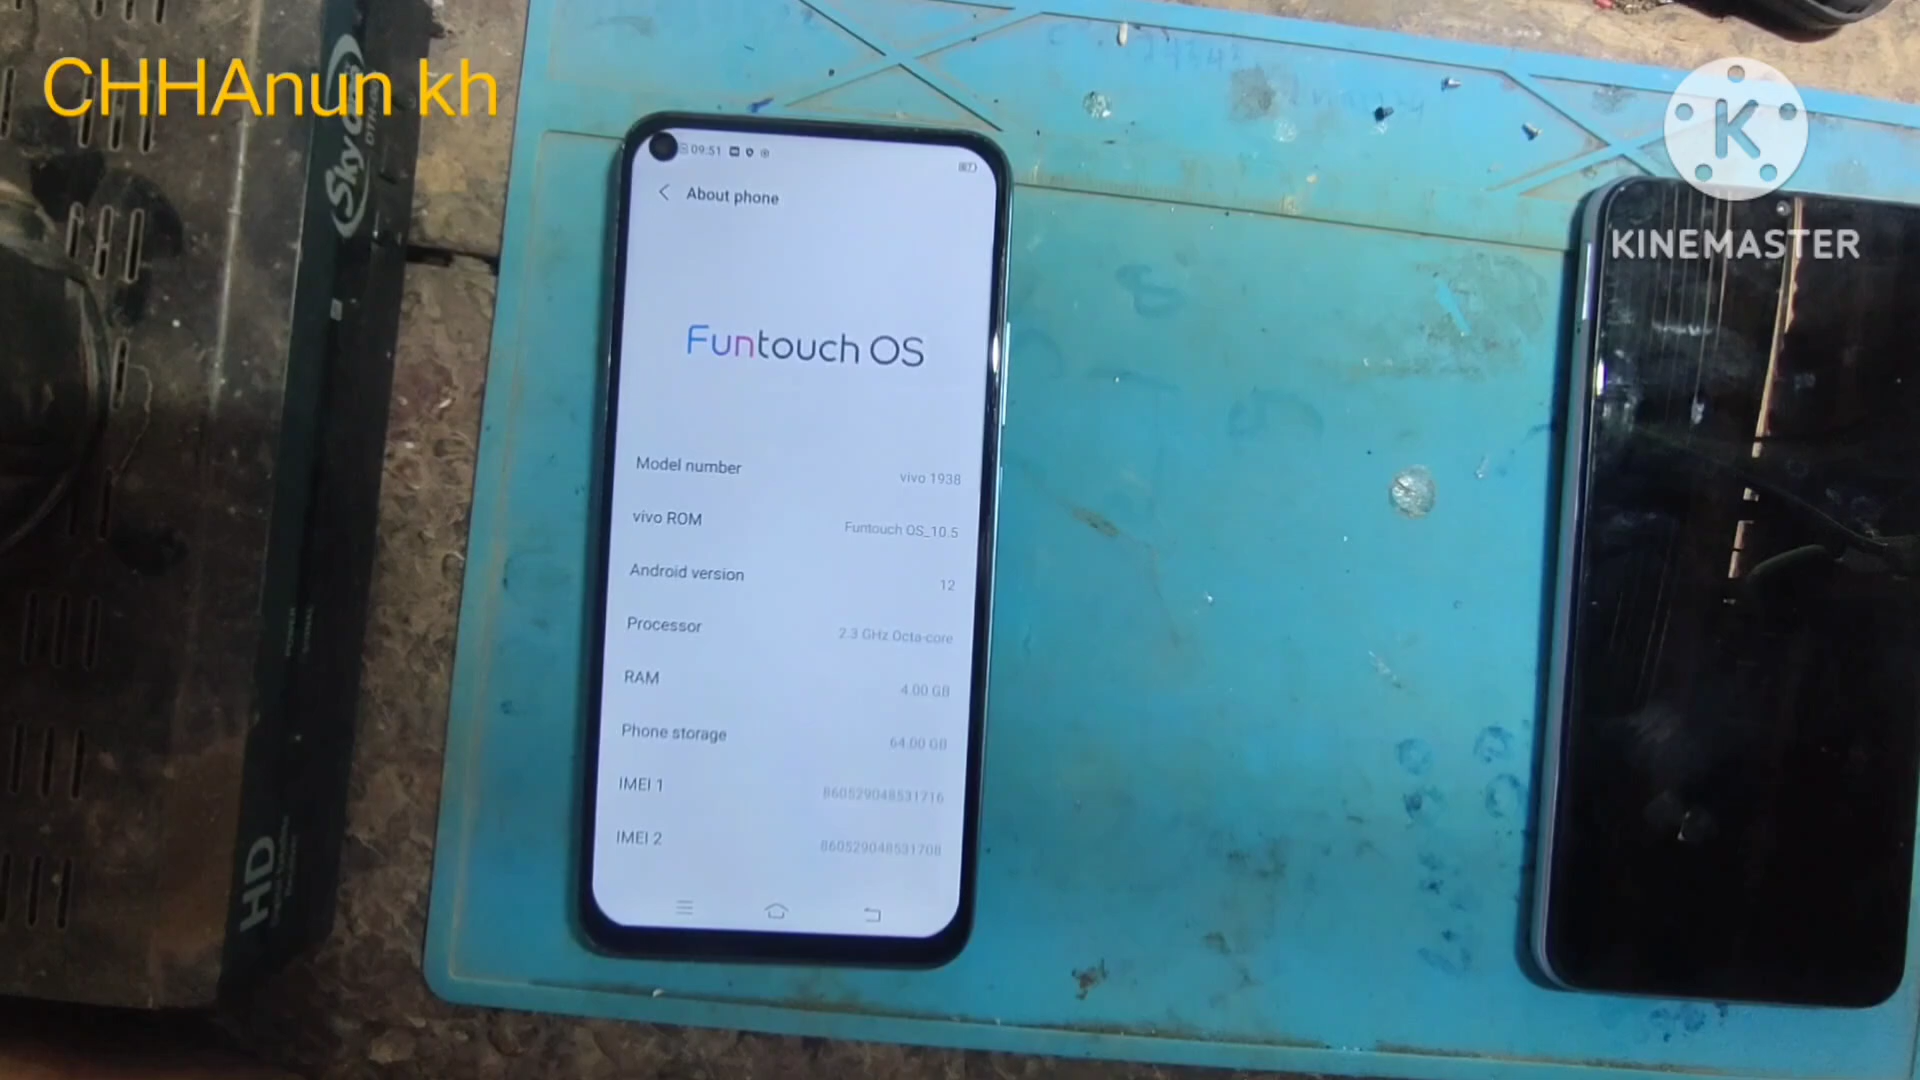 CHHAnun kh
KINEMASTER
09:51
About phone
Funtouch OS
Model number
vivo 1938
vivo ROM
Funtouch OS_10.5
Android version
12
Processor
2.3 GHz Octa-core
RAM
4.00 GB
Phone storage
64.00 GB
IMEI 1
860529048531716
IMEI 2
860529048531708
HD